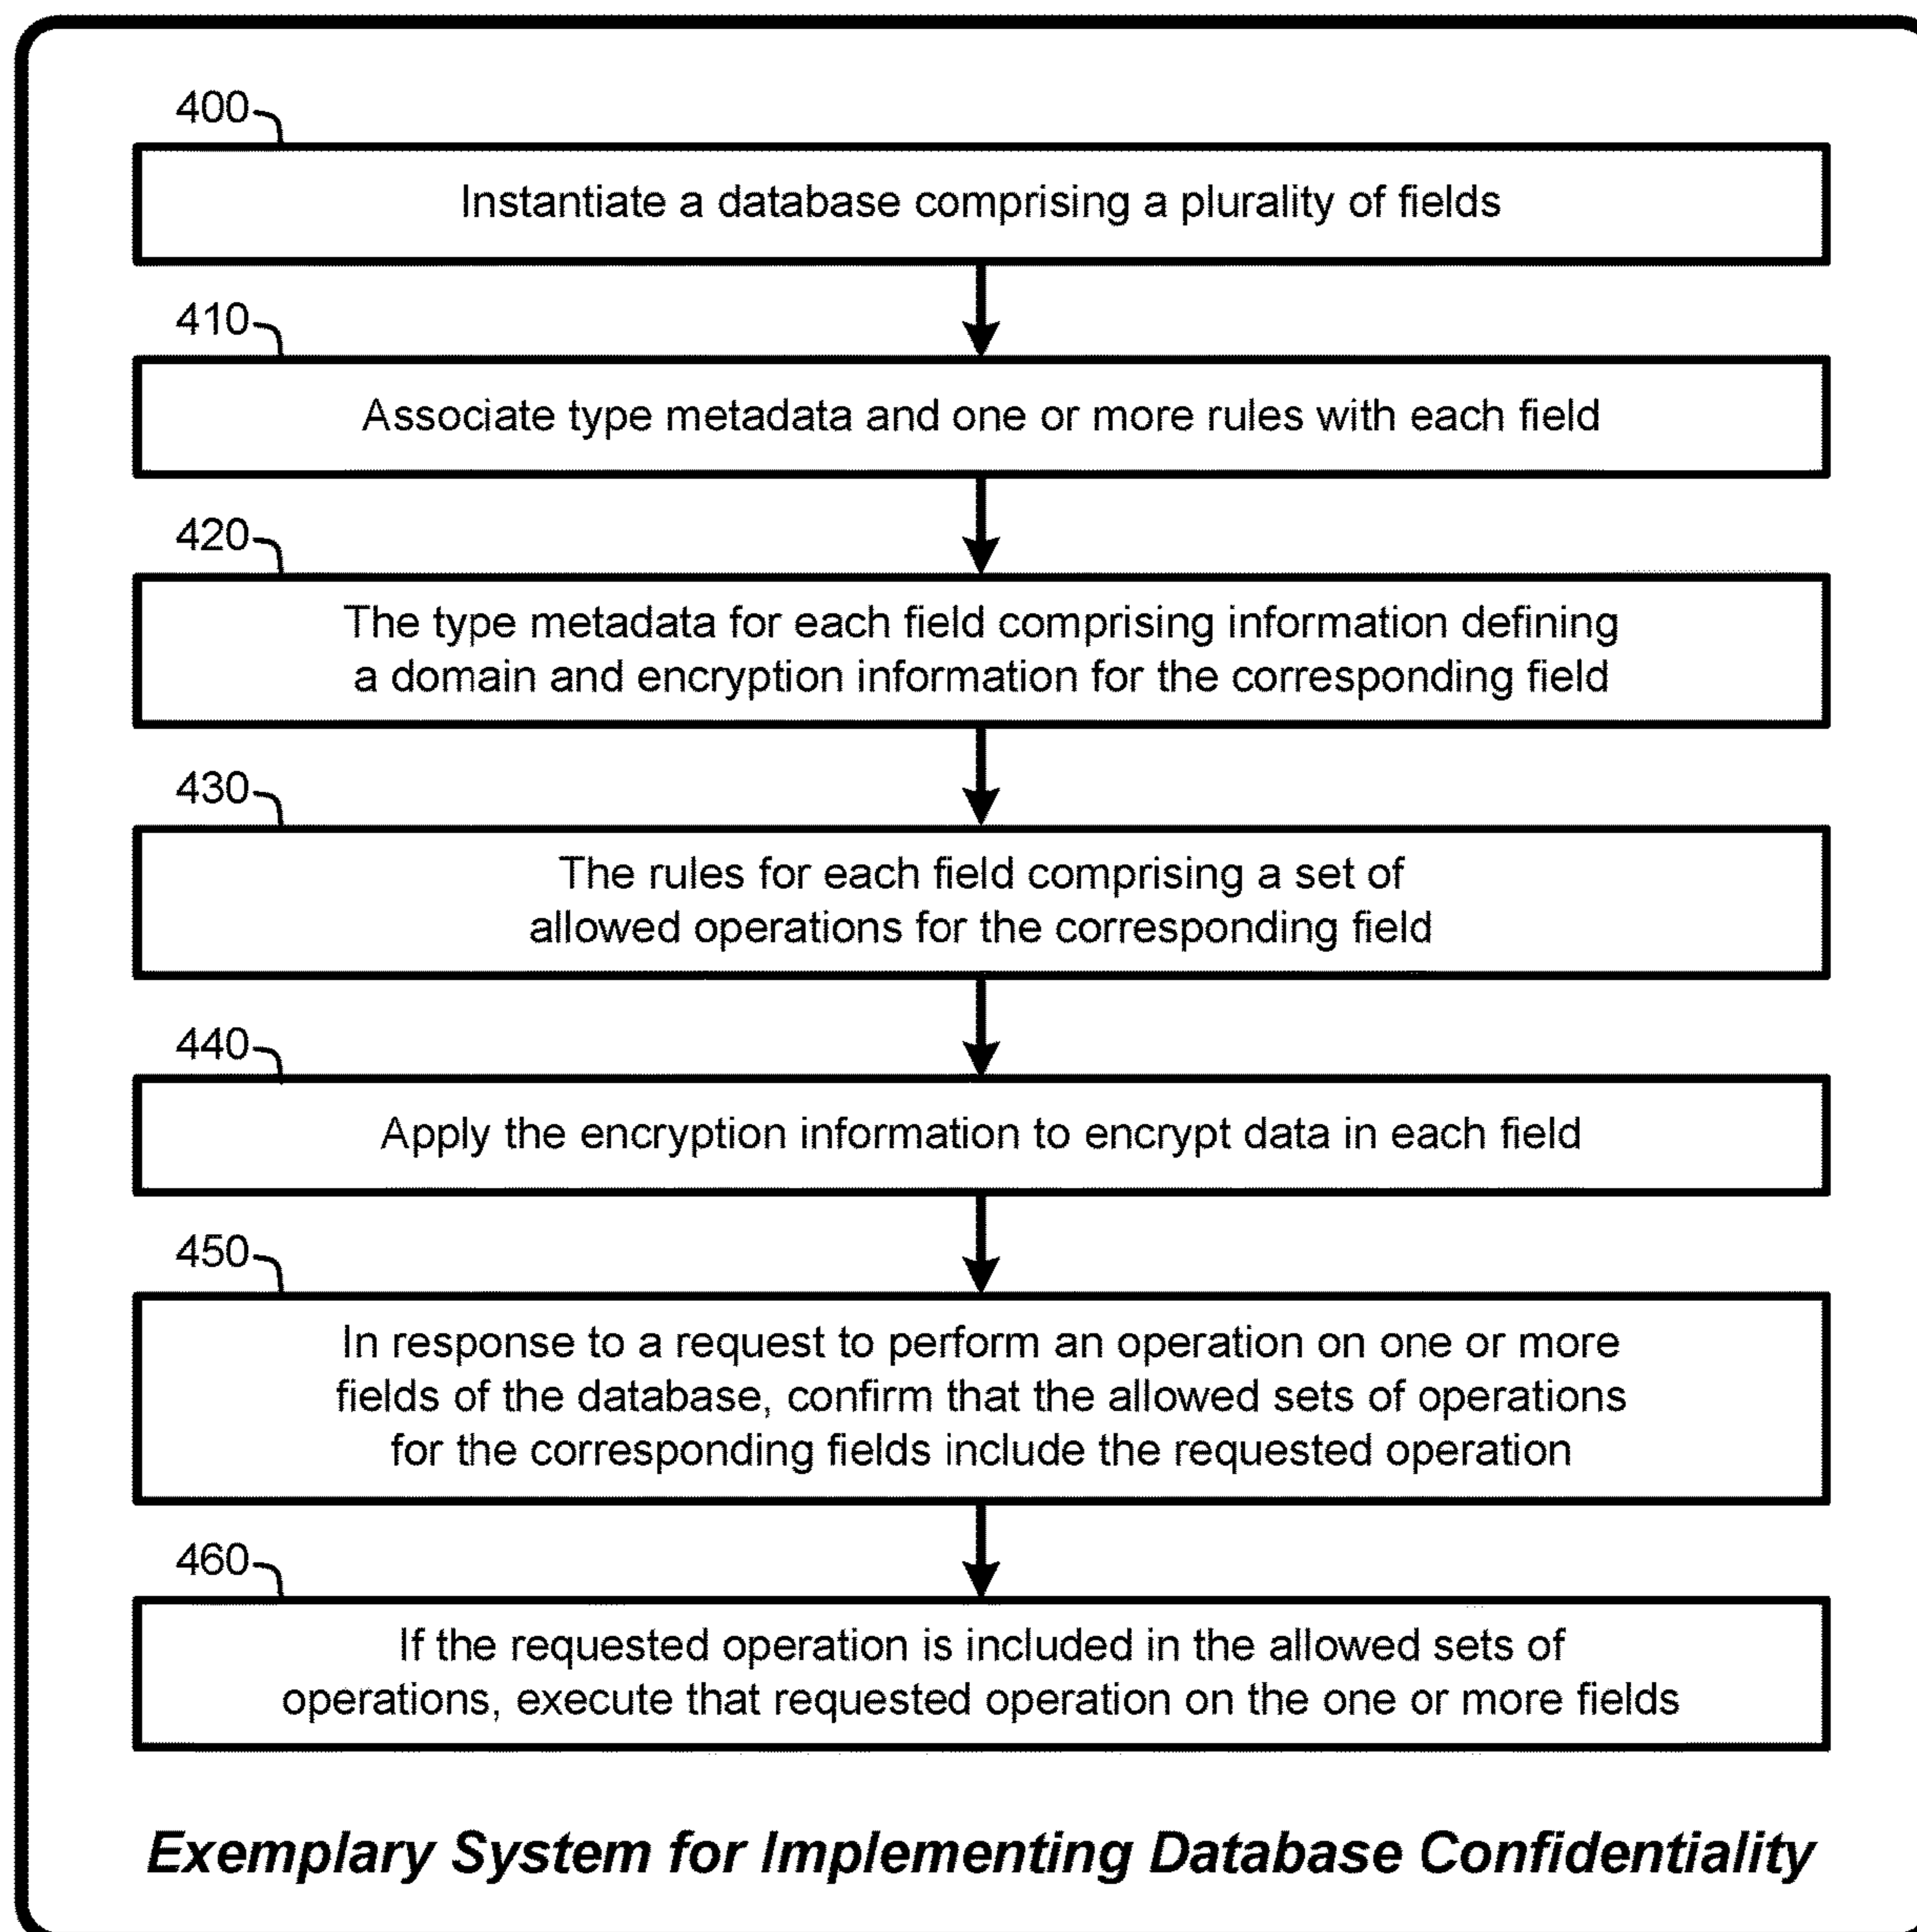 400
Instantiate a database comprising a plurality of fields
410
Associate type metadata and one or more rules with each field
420
The type metadata for each field comprising information defining
a domain and encryption information for the corresponding field
430
The rules for each field comprising a set of
allowed operations for the corresponding field
440
Apply the encryption information to encrypt data in each field
450
In response to a request to perform an operation on one or more
fields of the database, confirm that the allowed sets of operations
for the corresponding fields include the requested operation
460
If the requested operation is included in the allowed sets of
operations, execute that requested operation on the one or more fields
Exemplary System for Implementing Database Confidentiality